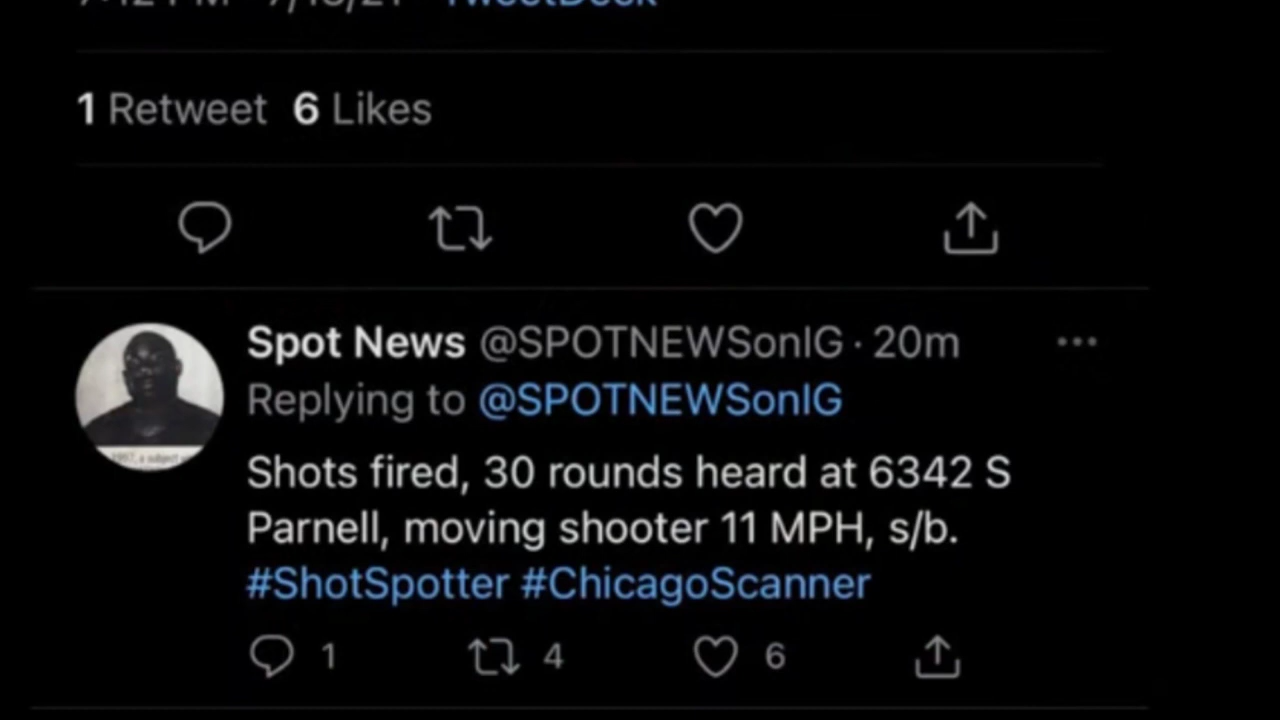 TweetDeck
1 Retweet 6 Likes
Spot News @SPOTNEWSonIG · 20m
Replying to @SPOTNEWSonIG
Shots fired, 30 rounds heard at 6342 S
Parnell, moving shooter 11 MPH, s/b.
#ShotSpotter #ChicagoScanner
1 4 6